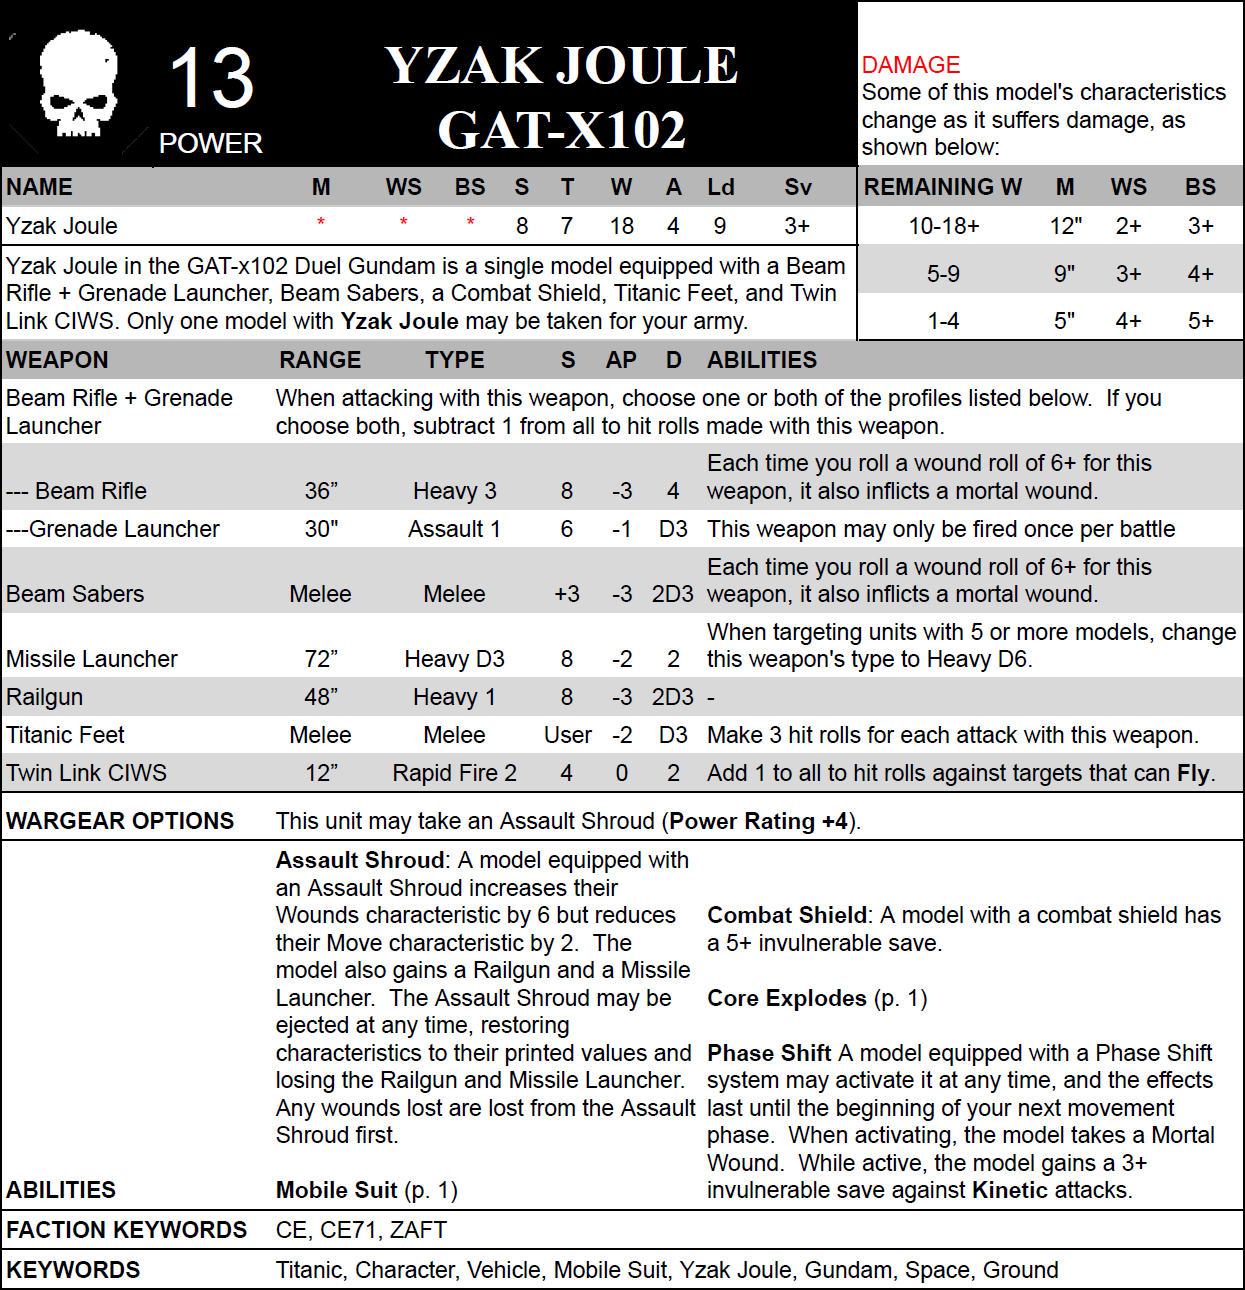 13
POWER
YZAK JOULE
GAT-X102
DAMAGE
Some of this model's characteristics
change as it suffers damage, as
shown below:
NAME M WS BS S T W A Ld Sv
Yzak Joule * * * 8 7 18 4 9 3+
REMAINING W M WS BS
10-18+ 12" 2+ 3+
5-9 9" 3+ 4+
1-4 5" 4+ 5+
Yzak Joule in the GAT-x102 Duel Gundam is a single model equipped with a Beam
Rifle + Grenade Launcher, Beam Sabers, a Combat Shield, Titanic Feet, and Twin
Link CIWS. Only one model with Yzak Joule may be taken for your army.
WEAPON RANGE TYPE S AP D ABILITIES
Beam Rifle + Grenade
Launcher
When attacking with this weapon, choose one or both of the profiles listed below.  If you
choose both, subtract 1 from all to hit rolls made with this weapon.
--- Beam Rifle 36” Heavy 3 8 -3 4
Each time you roll a wound roll of 6+ for this
weapon, it also inflicts a mortal wound.
---Grenade Launcher 30" Assault 1 6 -1 D3 This weapon may only be fired once per battle
Beam Sabers Melee Melee +3 -3 2D3
Each time you roll a wound roll of 6+ for this
weapon, it also inflicts a mortal wound.
Missile Launcher 72” Heavy D3 8 -2 2
When targeting units with 5 or more models, change
this weapon's type to Heavy D6.
Railgun 48” Heavy 1 8 -3 2D3 -
Titanic Feet Melee Melee User -2 D3 Make 3 hit rolls for each attack with this weapon.
Twin Link CIWS 12” Rapid Fire 2 4 0 2 Add 1 to all to hit rolls against targets that can Fly.
WARGEAR OPTIONS This unit may take an Assault Shroud (Power Rating +4).
ABILITIES
Assault Shroud: A model equipped with
an Assault Shroud increases their
Wounds characteristic by 6 but reduces
their Move characteristic by 2.  The
model also gains a Railgun and a Missile
Launcher.  The Assault Shroud may be
ejected at any time, restoring
characteristics to their printed values and
losing the Railgun and Missile Launcher.
Any wounds lost are lost from the Assault
Shroud first.
Mobile Suit (p. 1)
Combat Shield: A model with a combat shield has
a 5+ invulnerable save.
Core Explodes (p. 1)
Phase Shift A model equipped with a Phase Shift
system may activate it at any time, and the effects
last until the beginning of your next movement
phase.  When activating, the model takes a Mortal
Wound.  While active, the model gains a 3+
invulnerable save against Kinetic attacks.
FACTION KEYWORDS CE, CE71, ZAFT
KEYWORDS Titanic, Character, Vehicle, Mobile Suit, Yzak Joule, Gundam, Space, Ground